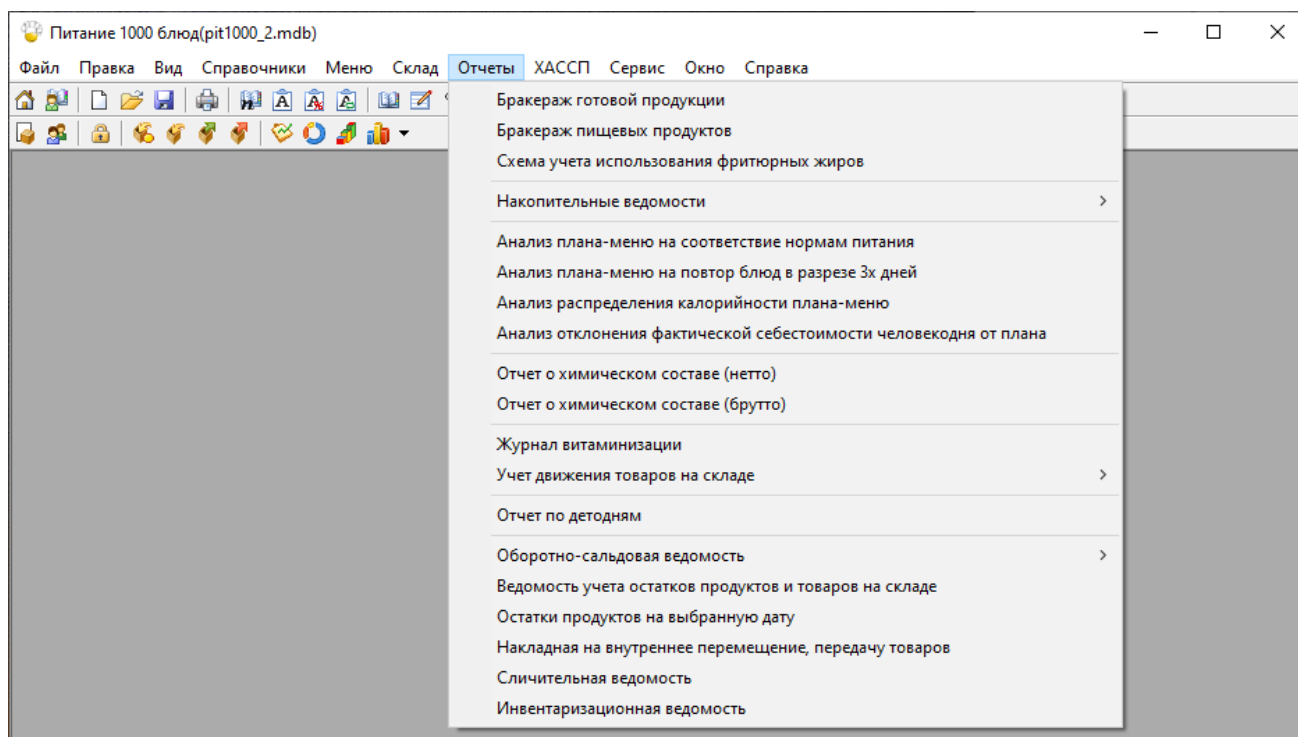 Питание 1000 блюд(pit1000_2.mdb)
Файл Правка Вид Справочники Меню Склад Отчеты ХАССП Сервис Окно Справка
Бракераж готовой продукции
Бракераж пищевых продуктов
Схема учета использования фритюрных жиров
Накопительные ведомости
Анализ плана-меню на соответствие нормам питания
Анализ плана-меню на повтор блюд в разрезе 3х дней
Анализ распределения калорийности плана-меню
Анализ отклонения фактической себестоимости человекодня от плана
Отчет о химическом составе (нетто)
Отчет о химическом составе (брутто)
Журнал витаминизации
Учет движения товаров на складе
Отчет по детодням
Оборотно-сальдовая ведомость
Ведомость учета остатков продуктов и товаров на складе
Остатки продуктов на выбранную дату
Накладная на внутреннее перемещение, передачу товаров
Сличительная ведомость
Инвентаризационная ведомость